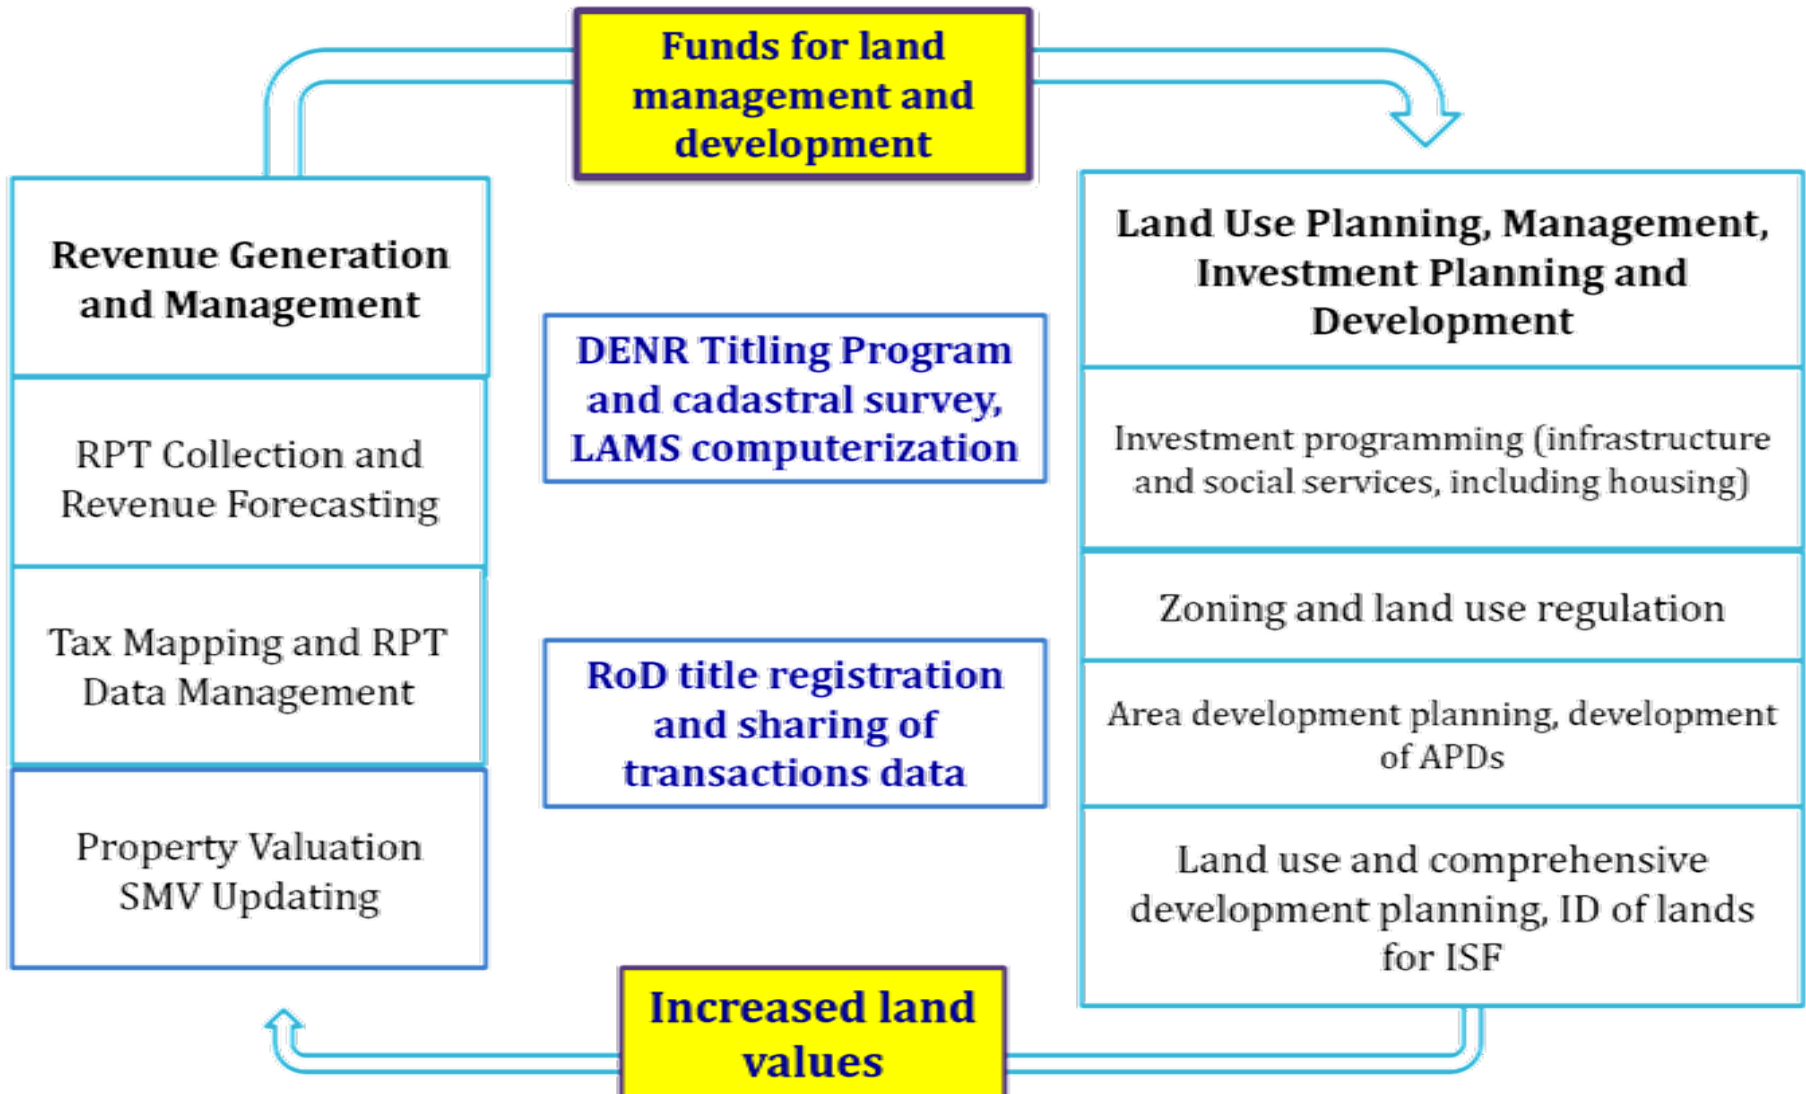 Funds for land
management and
development
Revenue Generation
and Management
RPT Collection and
Revenue Forecasting
Tax Mapping and RPT
Data Management
Property Valuation
SMV Updating
DENR Titling Program
and cadastral survey,
LAMS computerization
RoD title registration
and sharing of
transactions data
Land Use Planning, Management,
Investment Planning and
Development
Investment programming (infrastructure
and social services, including housing)
Zoning and land use regulation
Area development planning, development
of APDs
Land use and comprehensive
development planning, ID of lands
for ISF
Increased land
values